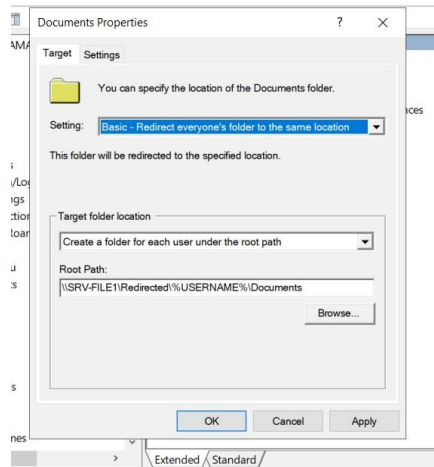 Documents Properties ? ×
Target Settings
You can specify the location of the Documents folder.
Setting: Basic - Redirect everyone's folder to the same location
This folder will be redirected to the specified location.
Target folder location
Create a folder for each user under the root path
Root Path:
\\SRV-FILE1\Redirected\%USERNAME%\Documents
Browse...
OK Cancel Apply
Extended Standard